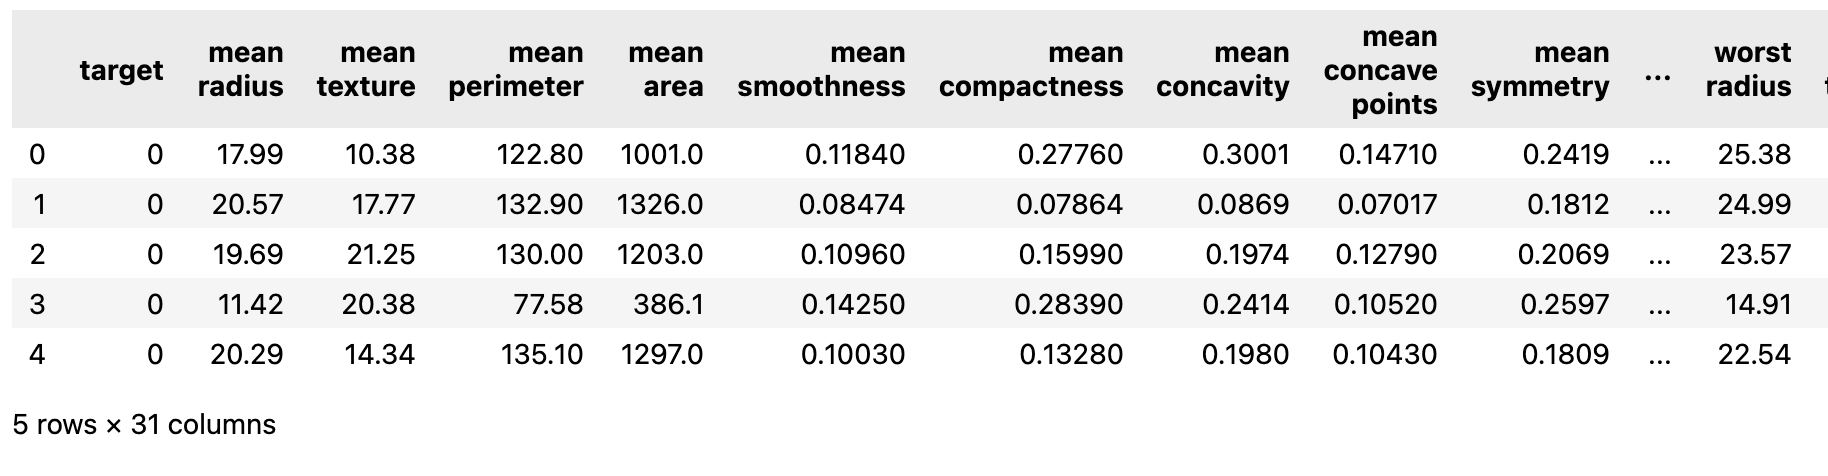 target mean radius mean texture mean perimeter mean area mean smoothness mean compactness mean concavity mean concave points mean symmetry ... worst radius
0 0 17.99 10.38 122.80 1001.0 0.11840 0.27760 0.3001 0.14710 0.2419 ... 25.38
1 0 20.57 17.77 132.90 1326.0 0.08474 0.07864 0.0869 0.07017 0.1812 ... 24.99
2 0 19.69 21.25 130.00 1203.0 0.10960 0.15990 0.1974 0.12790 0.2069 ... 23.57
3 0 11.42 20.38 77.58 386.1 0.14250 0.28390 0.2414 0.10520 0.2597 ... 14.91
4 0 20.29 14.34 135.10 1297.0 0.10030 0.13280 0.1980 0.10430 0.1809 ... 22.54
5 rows × 31 columns